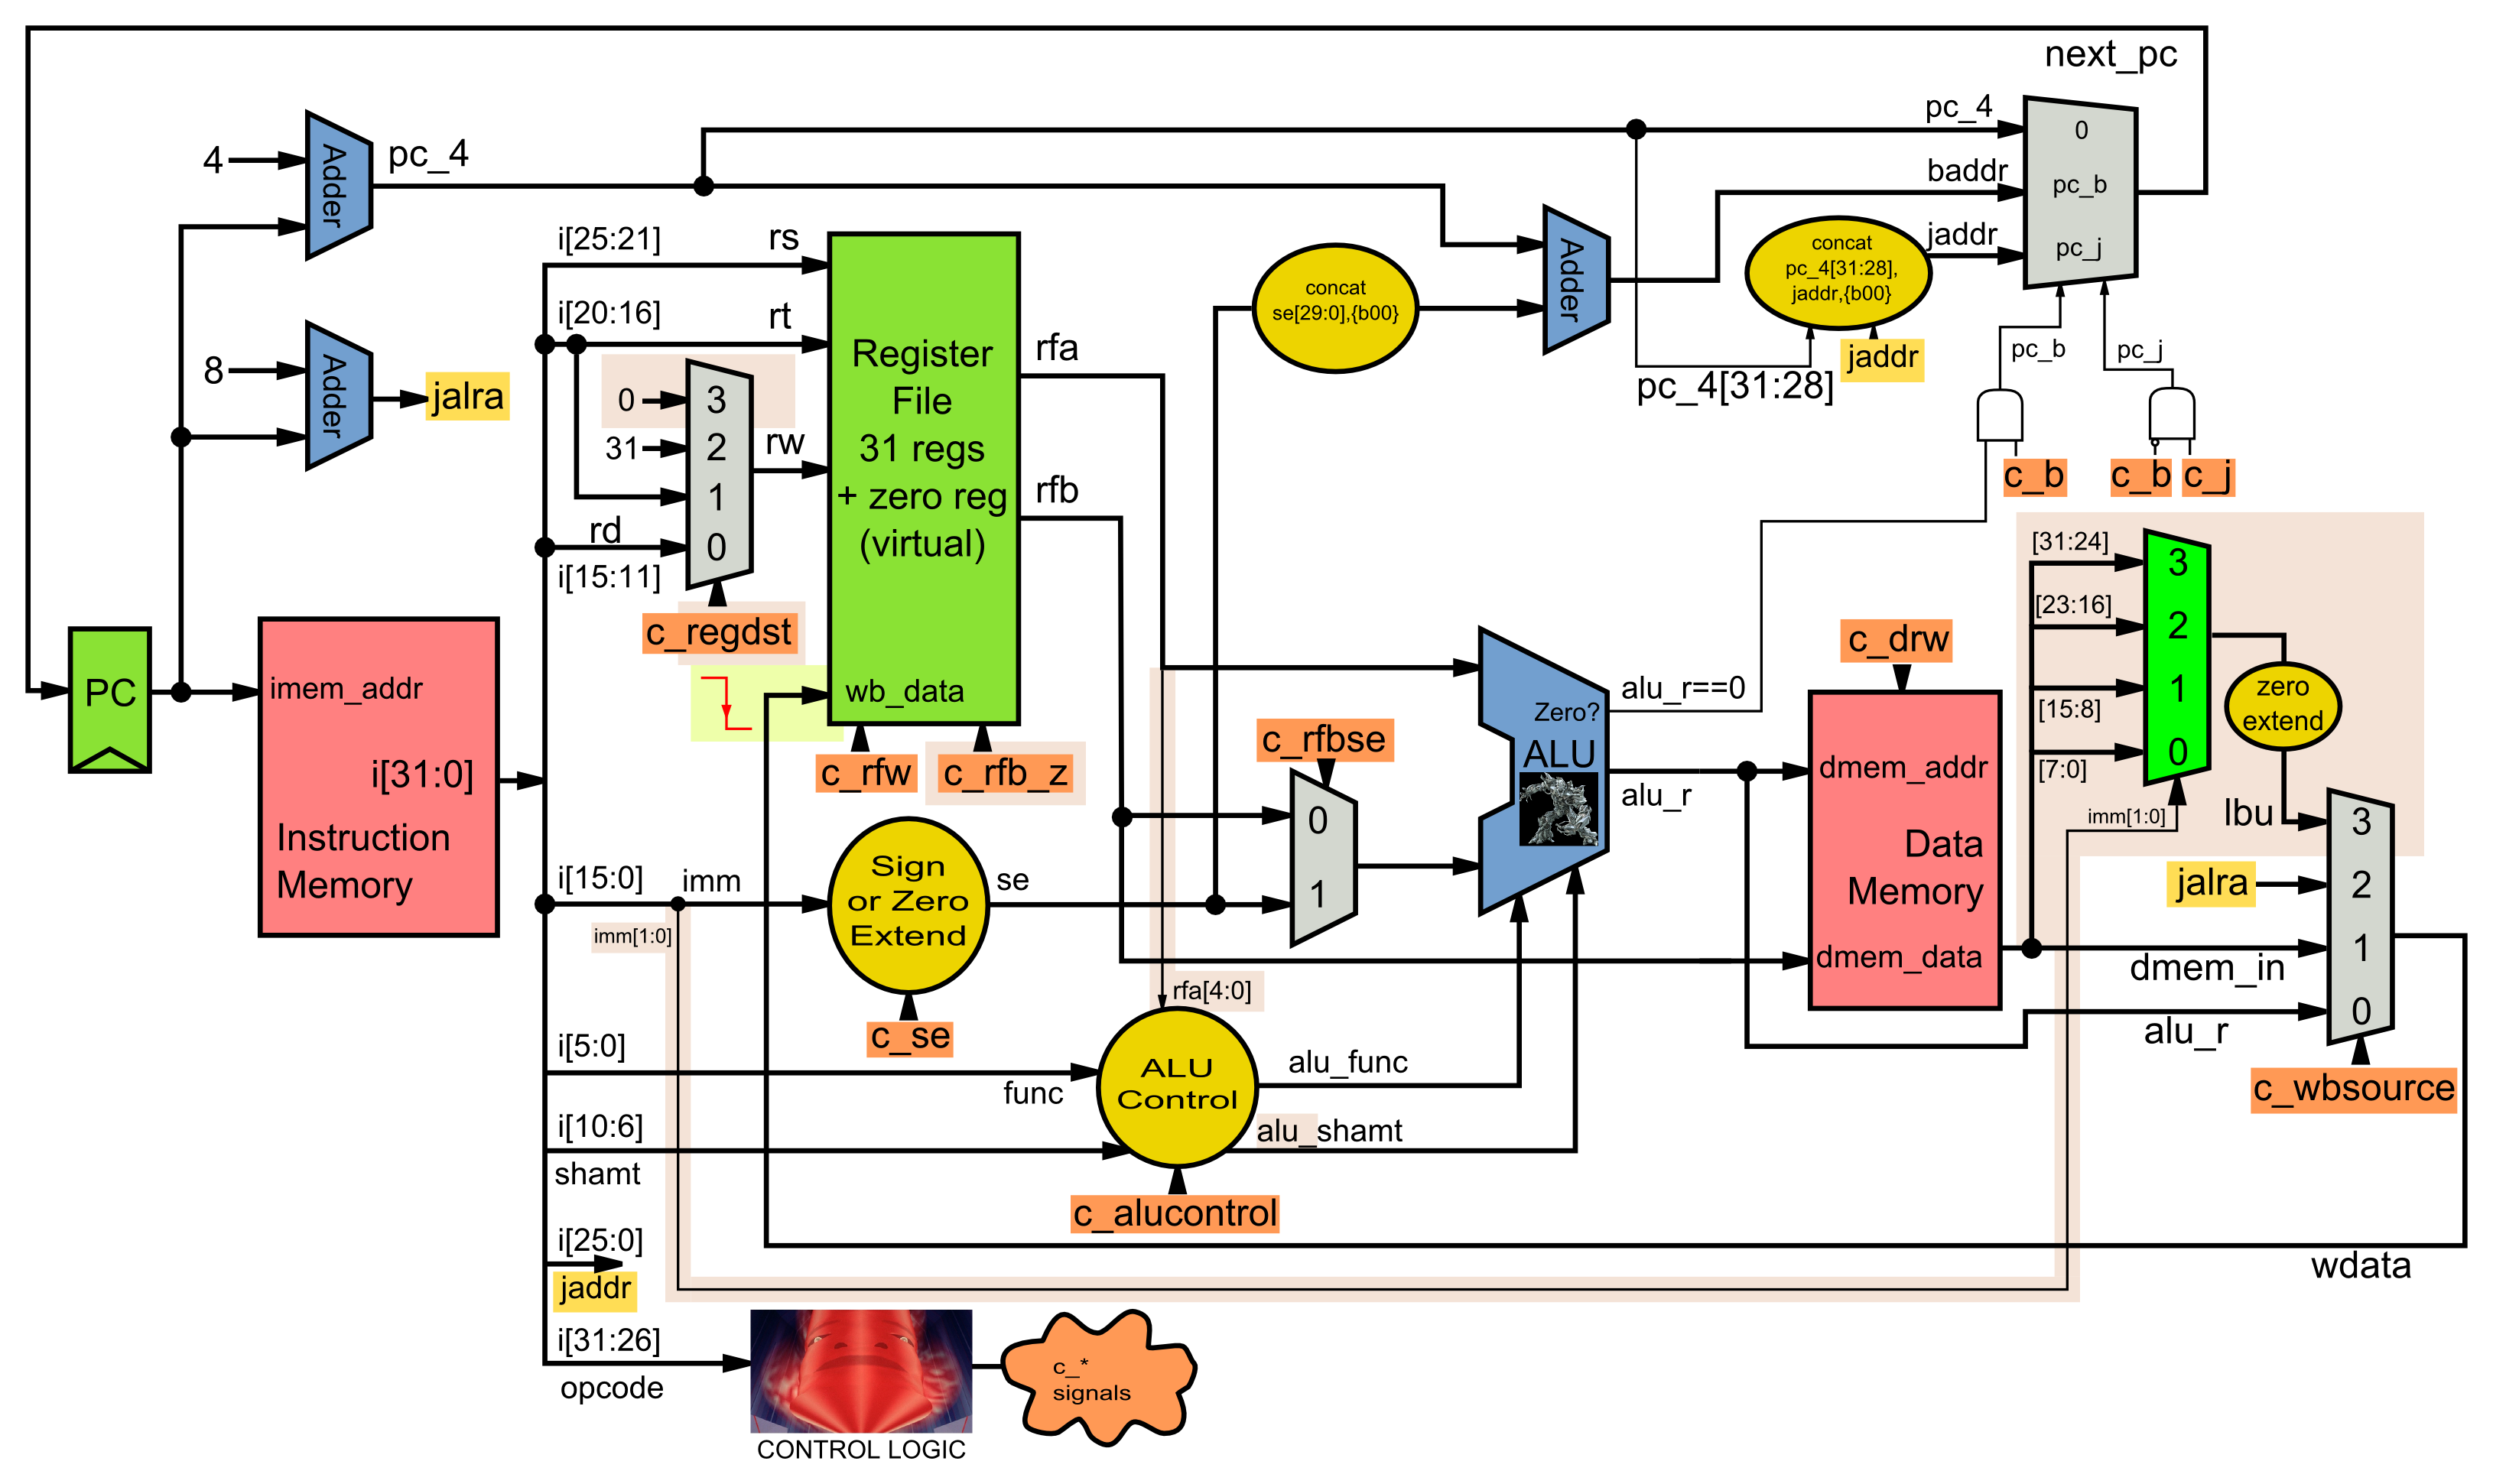 next_pc
pc_4
0
4
Adder
pc_4
baddr
pc_b
i[25:21]
rs
jaddr
pc_j
concat
pc_4[31:28],
jaddr,{b00}
Adder
concat
se[29:0],{b00}
i[20:16]
rt
Register
File
31 regs
+ zero reg
(virtual)
rfa
pc_b
pc_j
jaddr
pc_4[31:28]
8
Adder
jalra
0
3
31
2
rw
1
rd
0
i[15:11]
c_regdst
rfb
c_b
c_b
c_j
[31:24]
3
[23:16]
2
[15:8]
1
[7:0]
0
zero
extend
imm[1:0]
lbu
PC
imem_addr
i[31:0]
Instruction
Memory
wb_data
c_rfw
c_rfb_z
c_rfbse
0
1
Zero?
ALU
alu_r==0
alu_r
c_drw
dmem_addr
Data
Memory
dmem_data
3
jalra
2
1
dmem_in
0
alu_r
c_wbsource
i[15:0]
imm
imm[1:0]
Sign
or Zero
Extend
se
c_se
rfa[4:0]
i[5:0]
func
ALU
Control
alu_func
i[10:6]
shamt
alu_shamt
c_alucontrol
i[25:0]
jaddr
wdata
i[31:26]
opcode
CONTROL LOGIC
c_*
signals